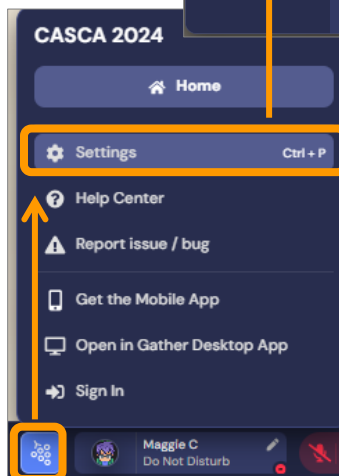 CASCA 2024
Home
Settings Ctrl + P
Help Center
Report issue / bug
Get the Mobile App
Open in Gather Desktop App
Sign In
Maggie C
Do Not Disturb